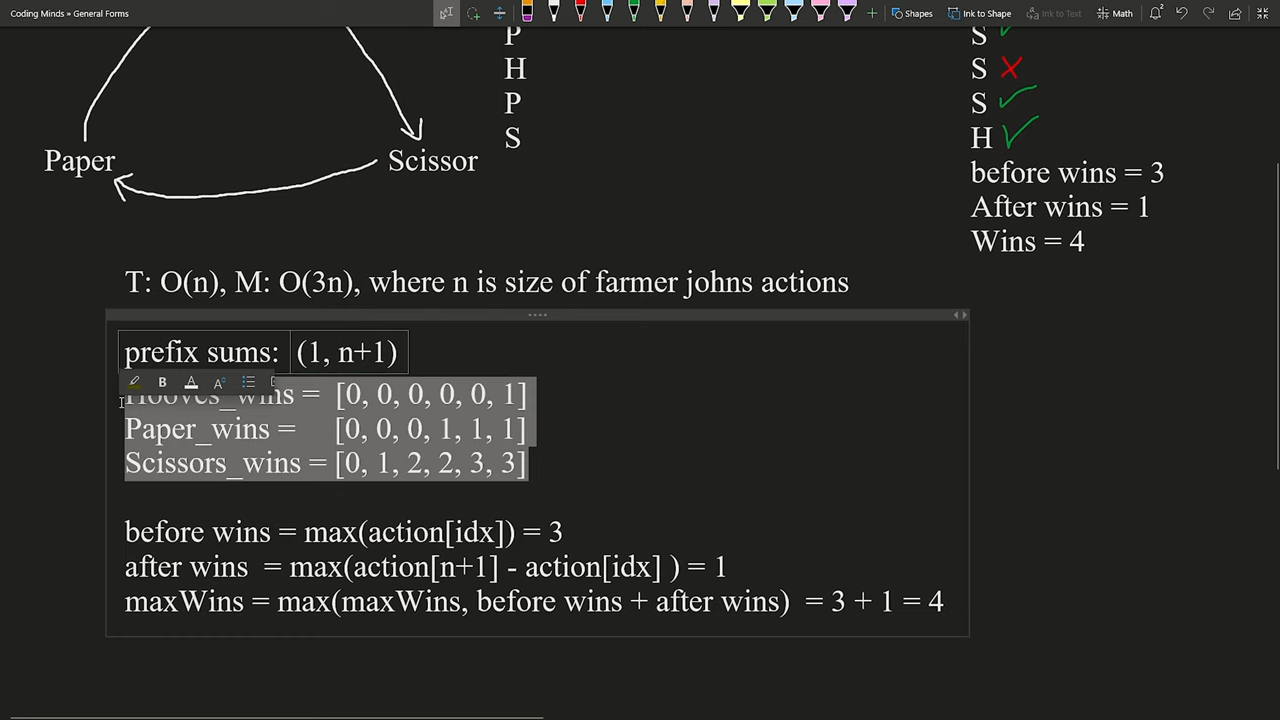 Coding Minds » General Forms
Shapes
Ink to Shape
Ink to Text
Math
P
H
P
S
Paper
Scissor
S
S
S
H
before wins = 3
After wins = 1
Wins = 4
T: O(n), M: O(3n), where n is size of farmer johns actions
prefix sums: (1, n+1)
B A A
Hooves_wins = [0, 0, 0, 0, 0, 1]
Paper_wins = [0, 0, 0, 1, 1, 1]
Scissors_wins = [0, 1, 2, 2, 3, 3]
before wins = max(action[idx]) = 3
after wins = max(action[n+1] - action[idx] ) = 1
maxWins = max(maxWins, before wins + after wins) = 3 + 1 = 4